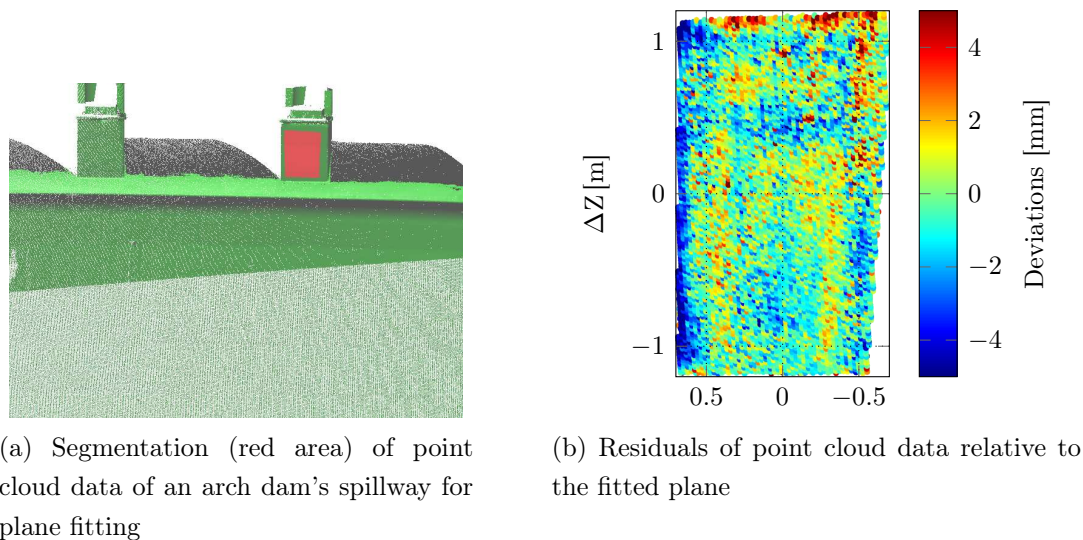 1
0
−1
0.5
0
−0.5
ΔZ [m]
4
2
0
−2
−4
Deviations [mm]
(a) Segmentation (red area) of point
cloud data of an arch dam's spillway for
plane fitting
(b) Residuals of point cloud data relative to
the fitted plane